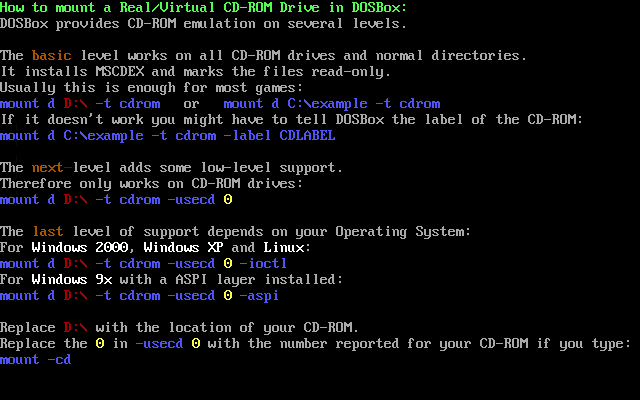 How to mount a Real/Virtual CD-ROM Drive in DOSBox:
DOSBox provides CD-ROM emulation on several levels.
The basic level works on all CD-ROM drives and normal directories.
It installs MSCDEX and marks the files read-only.
Usually this is enough for most games:
mount d D:\ -t cdrom   or   mount d C:\example -t cdrom
If it doesn't work you might have to tell DOSBox the label of the CD-ROM:
mount d C:\example -t cdrom -label CDLABEL
The next-level adds some low-level support.
Therefore only works on CD-ROM drives:
mount d D:\ -t cdrom -usecd 0
The last level of support depends on your Operating System:
For Windows 2000, Windows XP and Linux:
mount d D:\ -t cdrom -usecd 0 -ioctl
For Windows 9x with a ASPI layer installed:
mount d D:\ -t cdrom -usecd 0 -aspi
Replace D:\ with the location of your CD-ROM.
Replace the 0 in -usecd 0 with the number reported for your CD-ROM if you type:
mount -cd